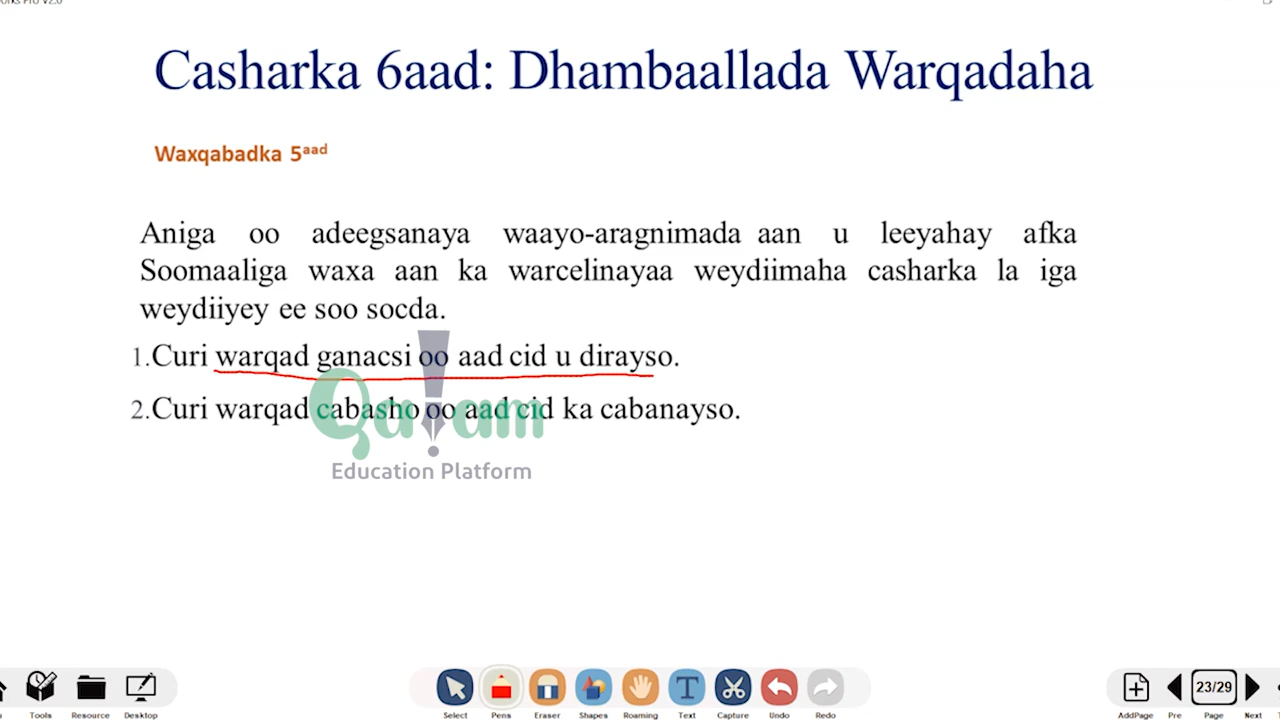 Casharka 6aad: Dhambaallada Warqadaha
Waxqabadka 5aad
Aniga oo adeegsanaya waayo-aragnimada aan u leeyahay afka
Soomaaliga waxa aan ka warcelinayaa weydiimaha casharka la iga
weydiiyey ee soo socda.
1.Curi warqad ganacsi oo aad cid u dirayso.
2.Curi warqad cabasho oo aad cid ka cabanayso.
Qalam
Education Platform
23/29
Tools Resource Desktop Select Pens Eraser Shapes Roaming Text Capture Undo Redo AddPage Pre Page Next